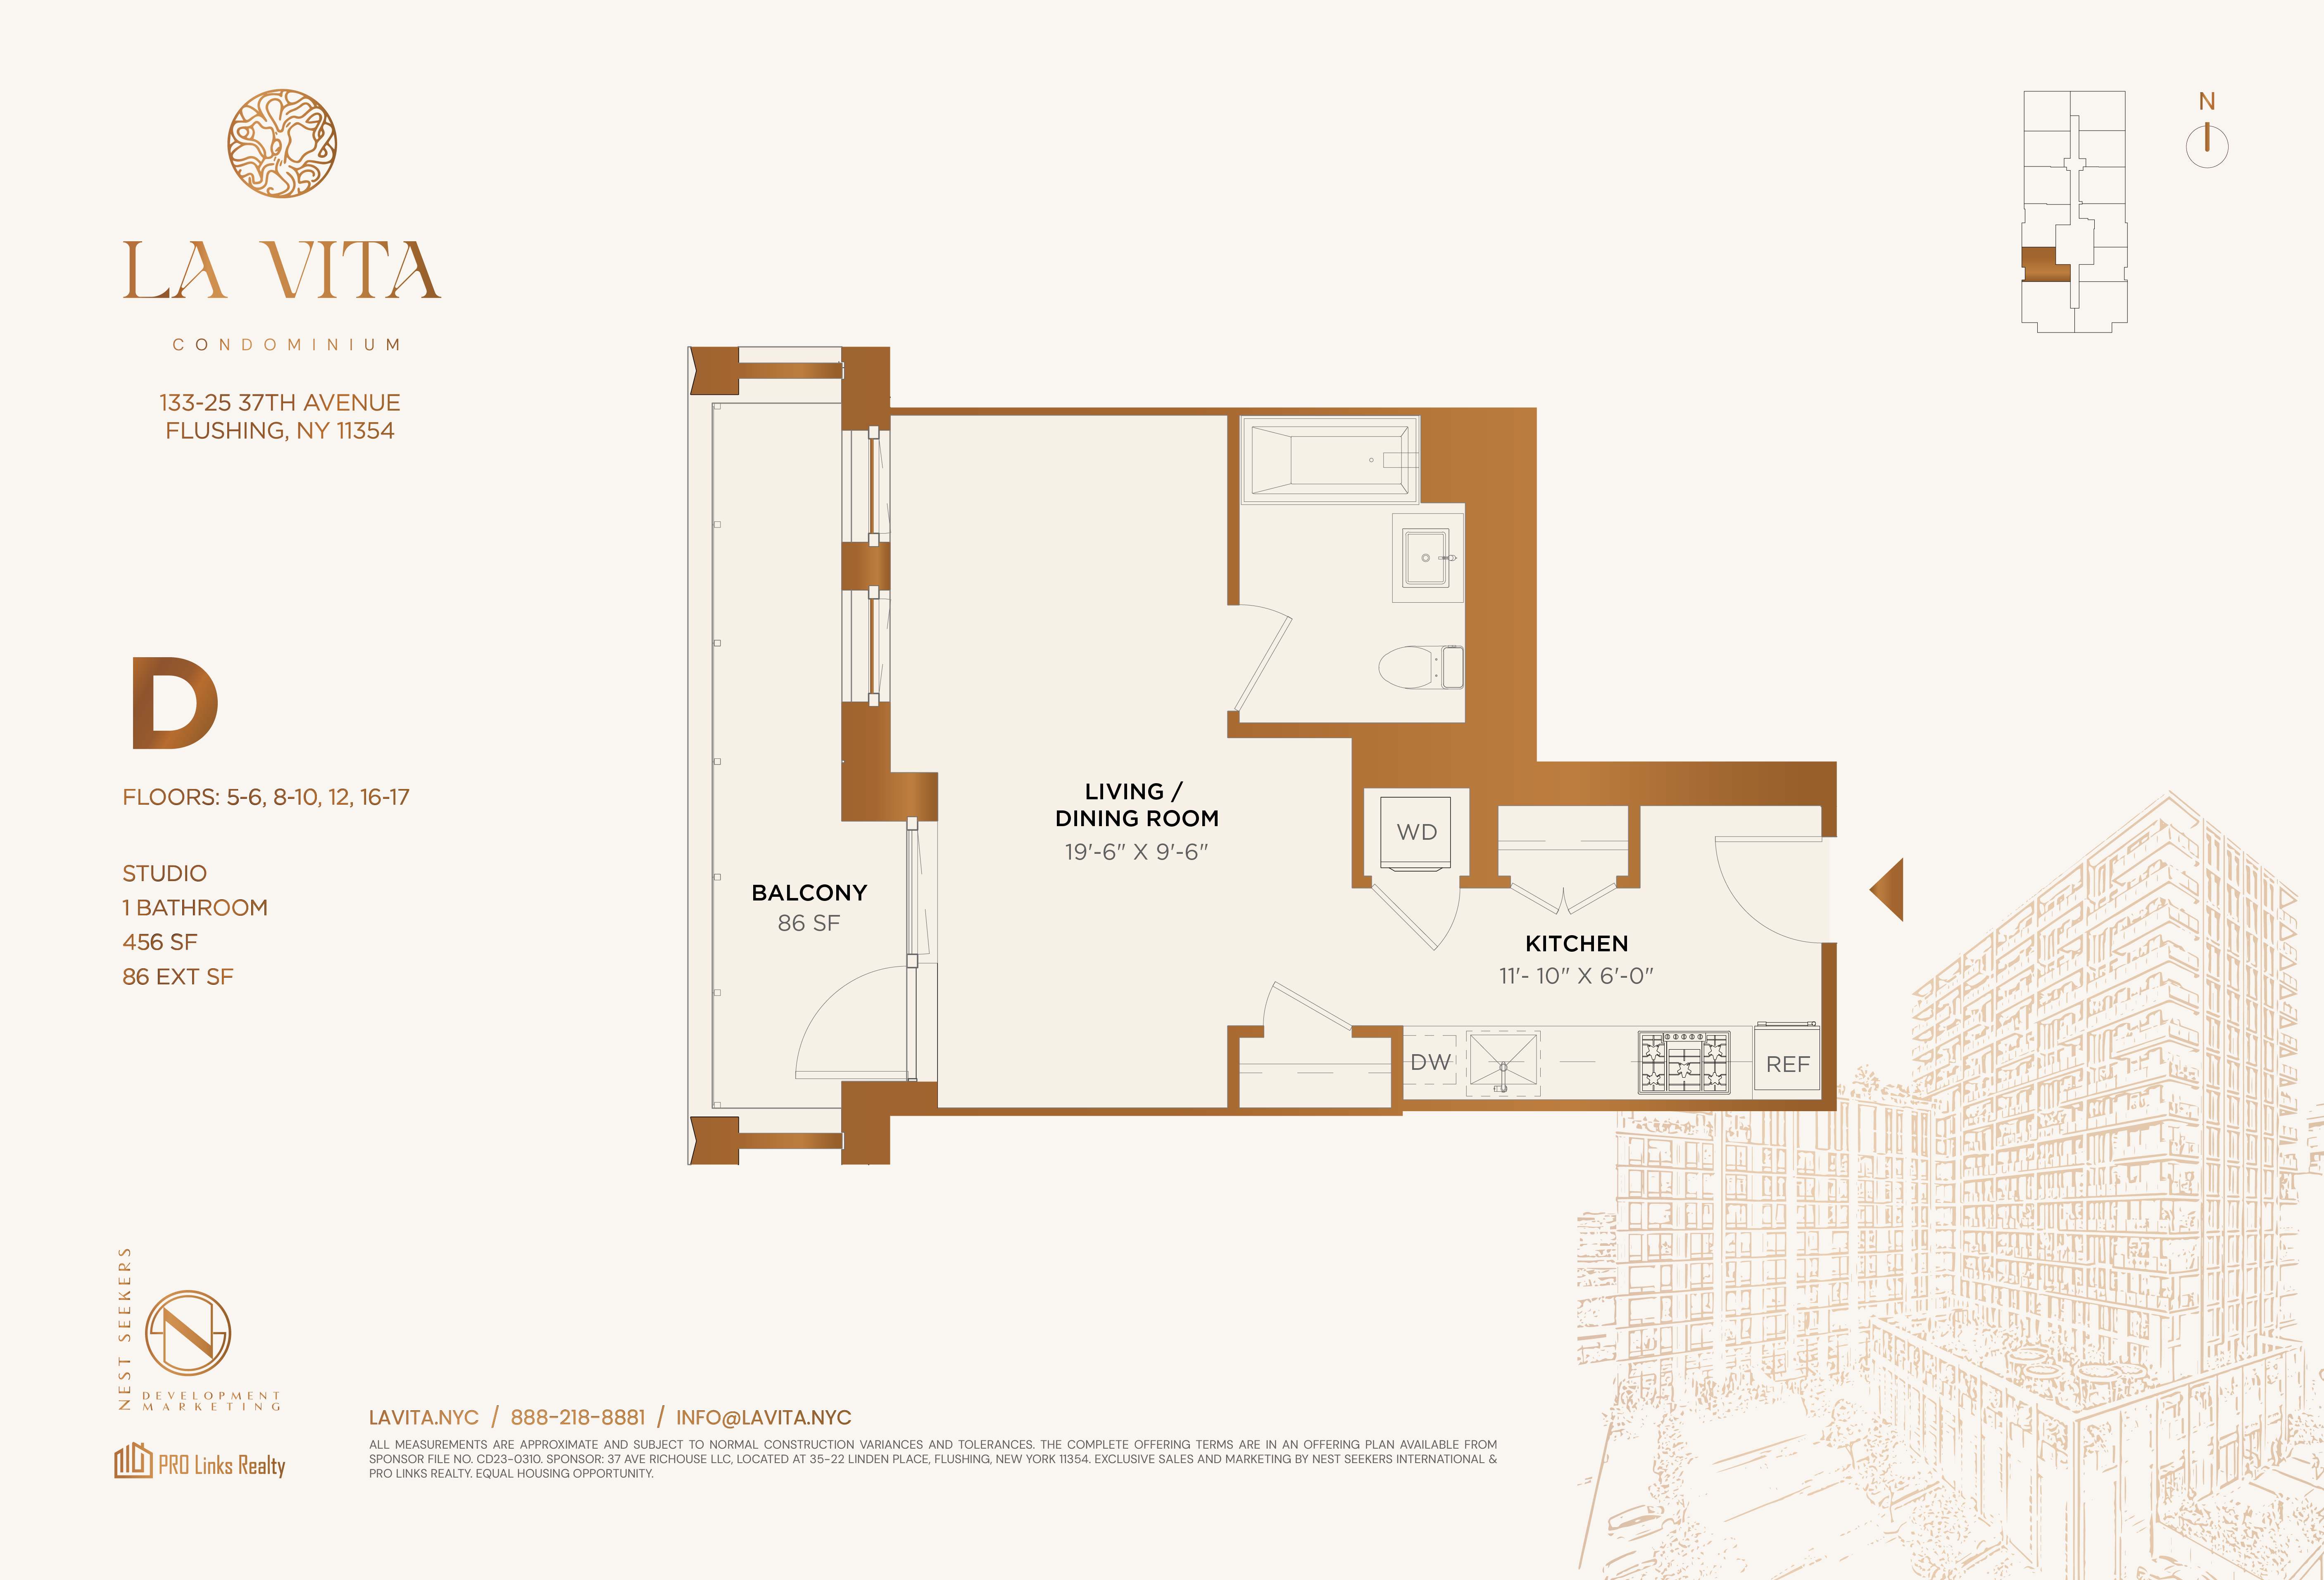 N
LA VITA
CONDOMINIUM
133-25 37TH AVENUE
FLUSHING, NY 11354
D
FLOORS: 5-6, 8-10, 12, 16-17
STUDIO
1 BATHROOM
456 SF
86 EXT SF
LIVING /
DINING ROOM
19'-6" X 9'-6"
BALCONY
86 SF
WD
KITCHEN
11'- 10" X 6'-0"
DW
REF
NEST SEEKERS
N
DEVELOPMENT
MARKETING
PRO Links Realty
LAVITA.NYC / 888-218-8881 / INFO@LAVITA.NYC
ALL MEASUREMENTS ARE APPROXIMATE AND SUBJECT TO NORMAL CONSTRUCTION VARIANCES AND TOLERANCES. THE COMPLETE OFFERING TERMS ARE IN AN OFFERING PLAN AVAILABLE FROM
SPONSOR FILE NO. CD23-0310. SPONSOR: 37 AVE RICHOUSE LLC, LOCATED AT 35-22 LINDEN PLACE, FLUSHING, NEW YORK 11354. EXCLUSIVE SALES AND MARKETING BY NEST SEEKERS INTERNATIONAL &
PRO LINKS REALTY. EQUAL HOUSING OPPORTUNITY.